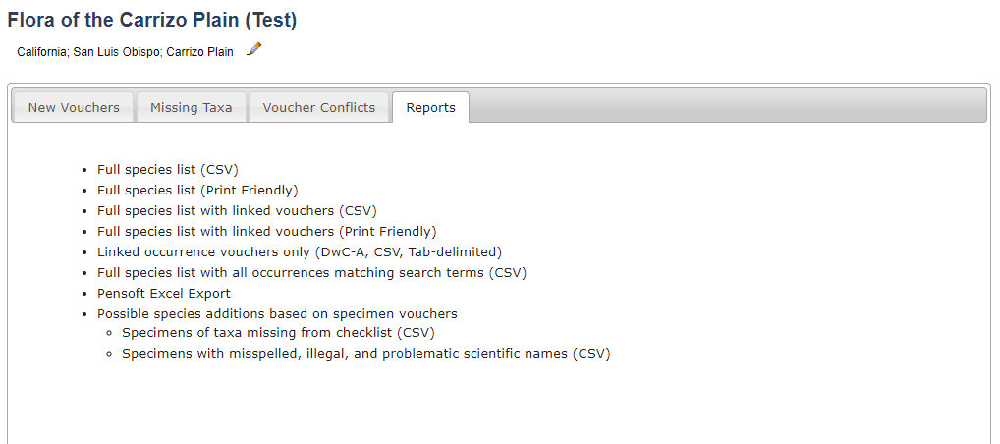 Flora of the Carrizo Plain (Test)
California; San Luis Obispo; Carrizo Plain
New Vouchers Missing Taxa Voucher Conflicts Reports
• Full species list (CSV)
• Full species list (Print Friendly)
• Full species list with linked vouchers (CSV)
• Full species list with linked vouchers (Print Friendly)
• Linked occurrence vouchers only (DwC-A, CSV, Tab-delimited)
• Full species list with all occurrences matching search terms (CSV)
• Pensoft Excel Export
• Possible species additions based on specimen vouchers
◦ Specimens of taxa missing from checklist (CSV)
◦ Specimens with misspelled, illegal, and problematic scientific names (CSV)